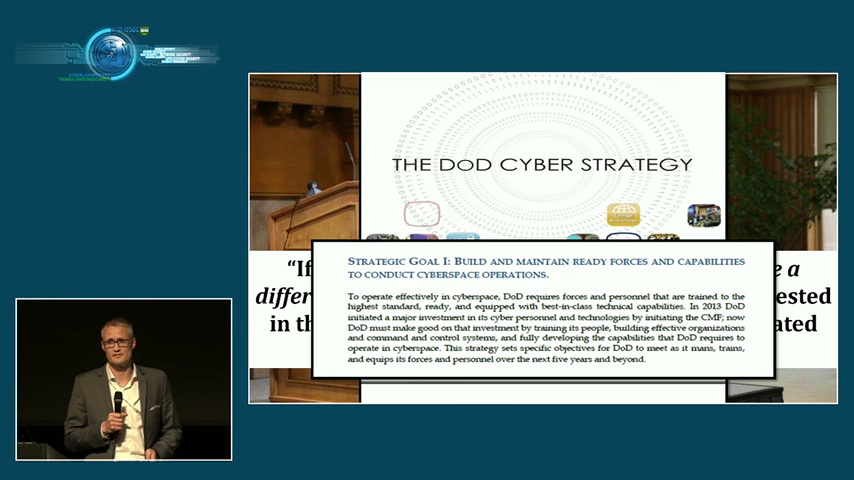 THE DOD CYBER STRATEGY
STRATEGIC GOAL I: BUILD AND MAINTAIN READY FORCES AND CAPABILITIES
TO CONDUCT CYBERSPACE OPERATIONS.
To operate effectively in cyberspace, DoD requires forces and personnel that are trained to the
highest standard, ready, and equipped with best-in-class technical capabilities. In 2013 DoD
initiated a major investment in its cyber personnel and technologies by initiating the CMF; now
DoD must make good on that investment by training its people, building effective organizations
and command and control systems, and fully developing the capabilities that DoD requires to
operate in cyberspace. This strategy sets specific objectives for DoD to meet as it mans, trains,
and equips its forces and personnel over the next five years and beyond.
“If
a
differ
ested
in th
ated